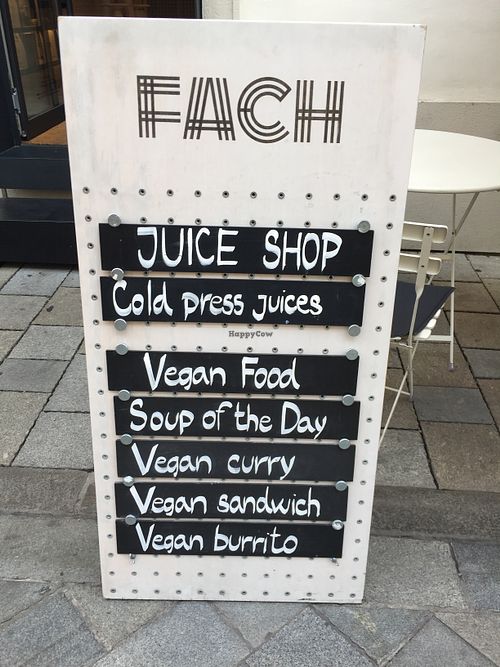 FACH
JUICE SHOP
Cold press juices
HappyCow
Vegan Food
Soup of the Day
Vegan curry
Vegan sandwich
Vegan burrito